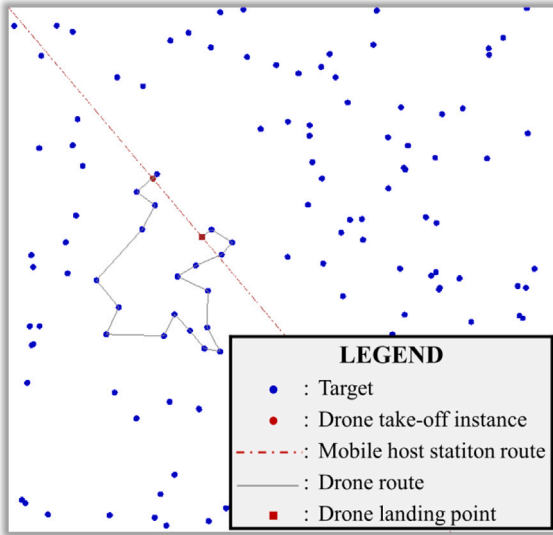 LEGEND
: Target
: Drone take-off instance
: Mobile host statiton route
: Drone route
: Drone landing point